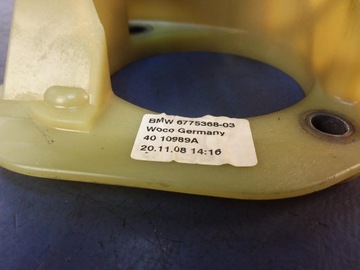 BMW 6775368-03
Woco Germany
40 10989A
20.11.08 14:16